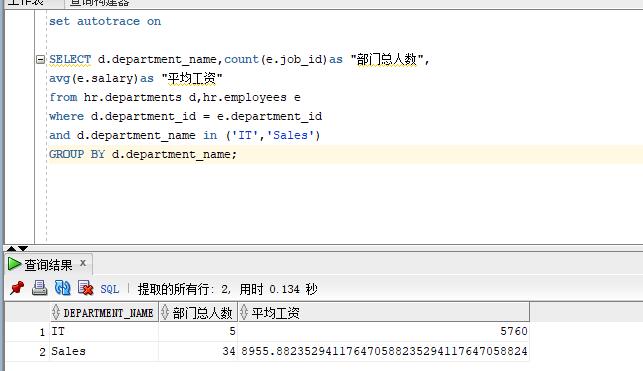 工作表
查询构建器
set autotrace on
SELECT d.department_name,count(e.job_id)as "部门总人数",
avg(e.salary)as "平均工资"
from hr.departments d,hr.employees e
where d.department_id = e.department_id
and d.department_name in ('IT','Sales')
GROUP BY d.department_name;
查询结果 x
SQL | 提取的所有行: 2, 用时 0.134 秒
DEPARTMENT_NAME 部门总人数 平均工资
1 IT 5 5760
2 Sales 34 8955.88235294117647058823529411764705​8824